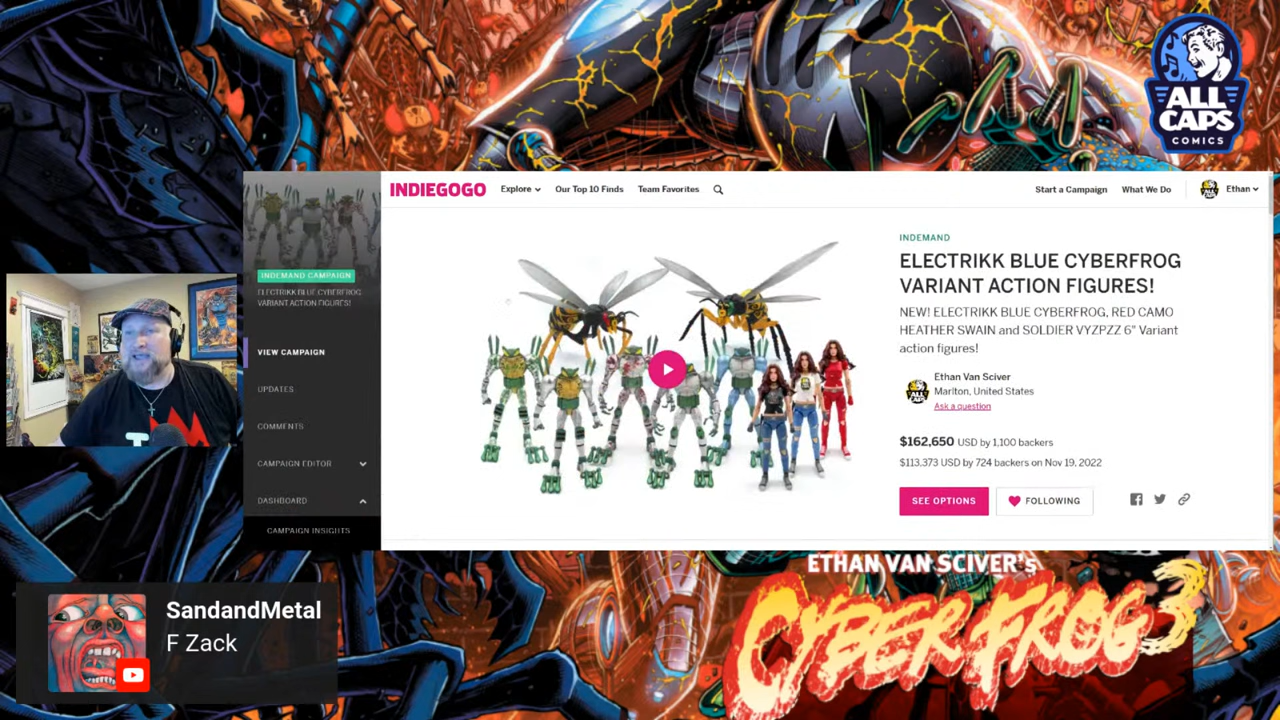 ALL
CAPS
COMICS
INDIEGOGO
Explore
Our Top 10 Finds
Team Favorites
Start a Campaign
What We Do
Ethan
INDEMAND CAMPAIGN
ELECTRIKK BLUE CYBERFROG
VARIANT ACTION FIGURES!
VIEW CAMPAIGN
UPDATES
COMMENTS
CAMPAIGN EDITOR
DASHBOARD
CAMPAIGN INSIGHTS
INDEMAND
ELECTRIKK BLUE CYBERFROG
VARIANT ACTION FIGURES!
NEW! ELECTRIKK BLUE CYBERFROG, RED CAMO
HEATHER SWAIN and SOLDIER VYZPZZ 6" Variant
action figures!
Ethan Van Sciver
Marlton, United States
Ask a question
$162,650 USD by 1,100 backers
$113,373 USD by 724 backers on Nov 19, 2022
SEE OPTIONS
FOLLOWING
SandandMetal
F Zack
ETHAN VAN SCIVER's
CYBERFROG 3